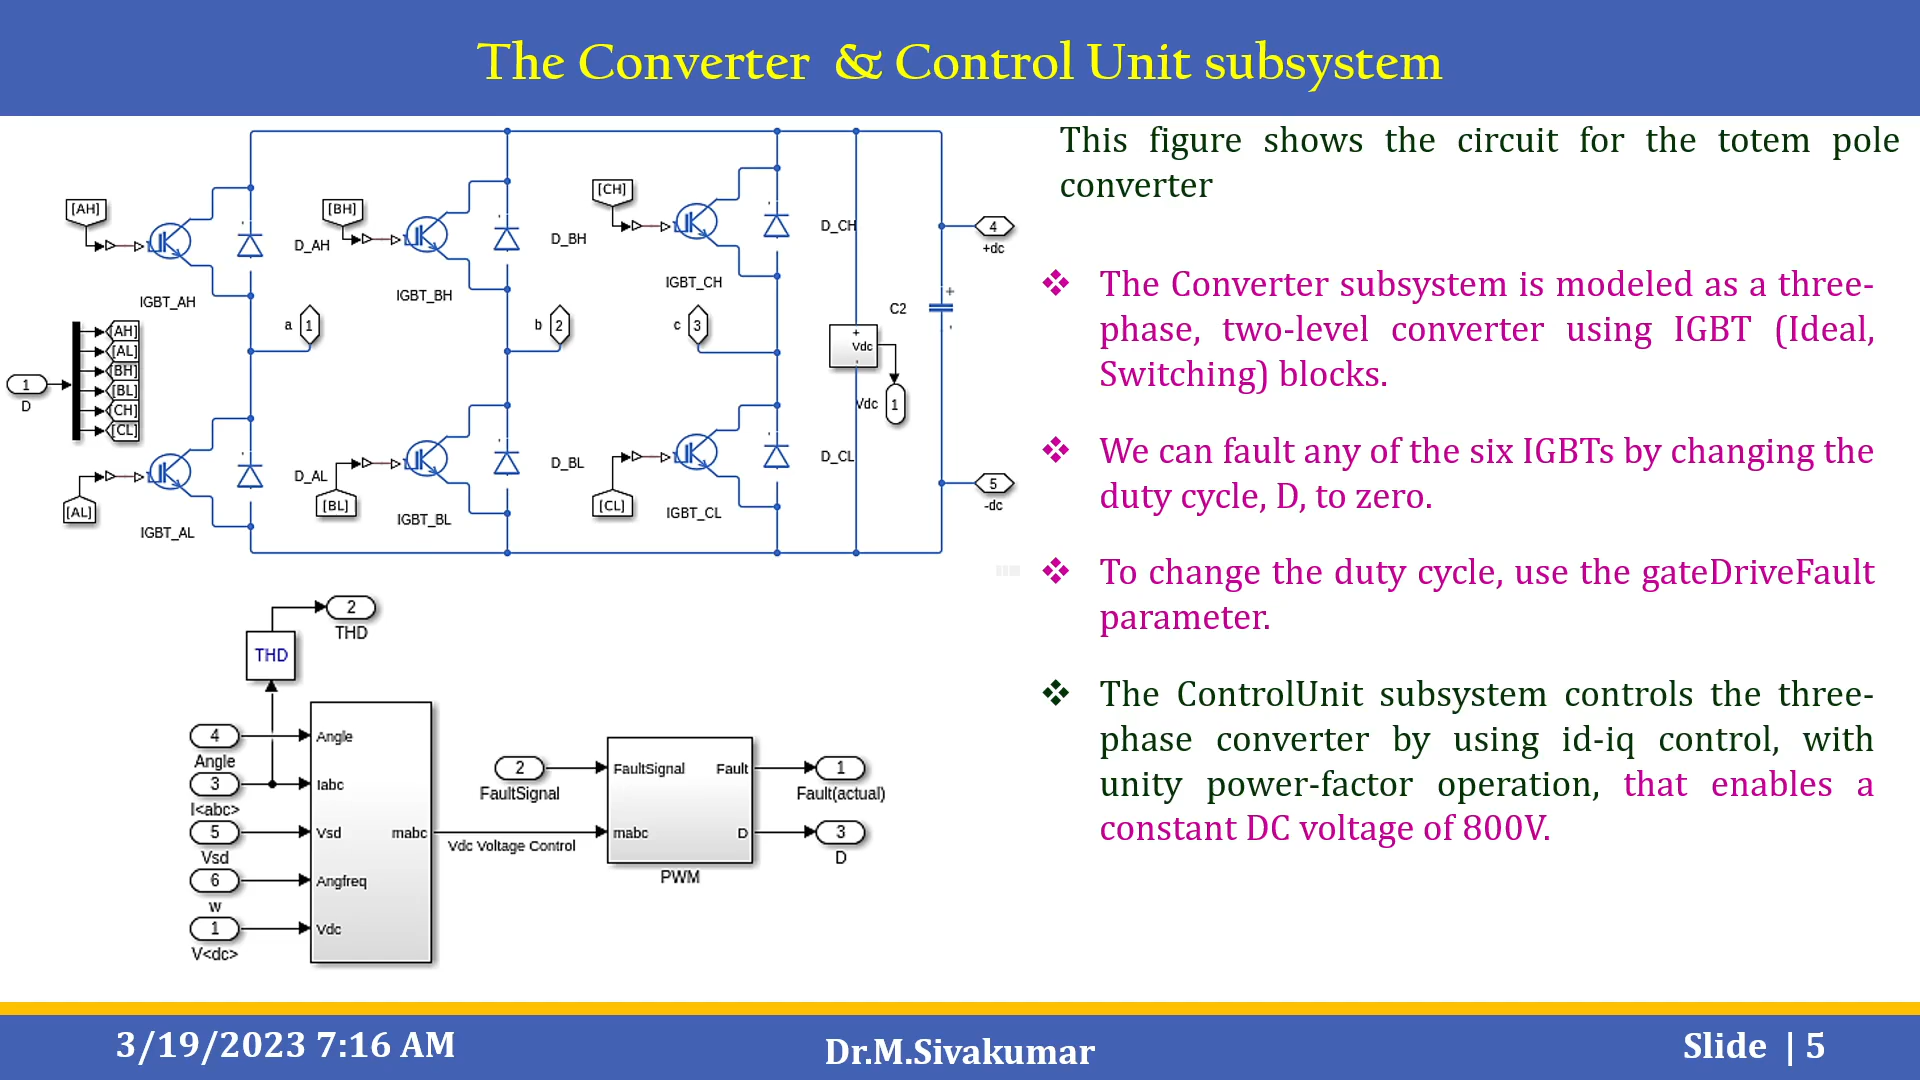 The Converter & Control Unit subsystem
[AH]
D_AH
IGBT_AH
[BH]
D_BH
IGBT_BH
[CH]
D_CH
IGBT_CH
4
+dc
a
1
b
2
c
3
C2
+
+
Vdc
Vdc
1
1
D
[AH]
[AL]
[BH]
[BL]
[CH]
[CL]
[AL]
D_AL
IGBT_AL
[BL]
D_BL
IGBT_BL
[CL]
D_CL
IGBT_CL
5
-dc
2
THD
THD
4
Angle
3
I<abc>
5
Vsd
6
w
1
V<dc>
Angle
Iabc
Vsd
mabc
Angfreq
Vdc
Vdc Voltage Control
2
FaultSignal
FaultSignal
Fault
mabc
D
PWM
1
Fault(actual)
3
D
This figure shows the circuit for the totem pole
converter
❖ The Converter subsystem is modeled as a three-
phase, two-level converter using IGBT (Ideal,
Switching) blocks.
❖ We can fault any of the six IGBTs by changing the
duty cycle, D, to zero.
❖ To change the duty cycle, use the gateDriveFault
parameter.
❖ The ControlUnit subsystem controls the three-
phase converter by using id-iq control, with
unity power-factor operation, that enables a
constant DC voltage of 800V.
3/19/2023 7:16 AM
Dr.M.Sivakumar
Slide | 5